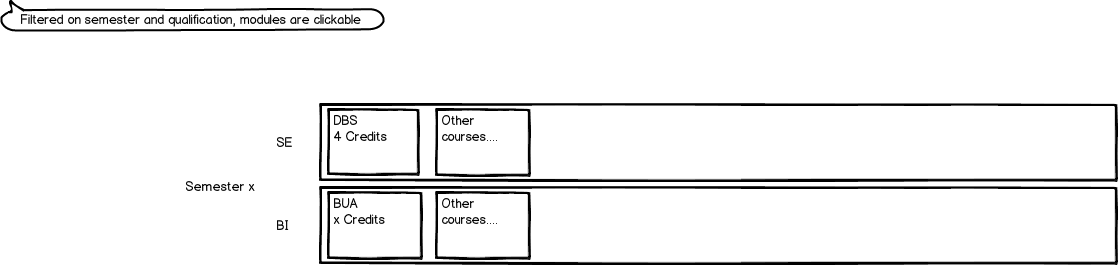 Filtered on semester and qualification, modules are clickable
DBS
4 Credits
Other
courses....
SE
Semester x
BUA
x Credits
Other
courses....
BI